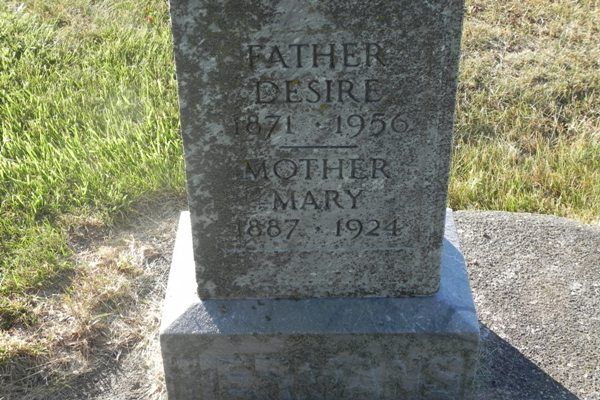 FATHER
DESIRE
1871 · 1956
MOTHER
MARY
1887 · 1924